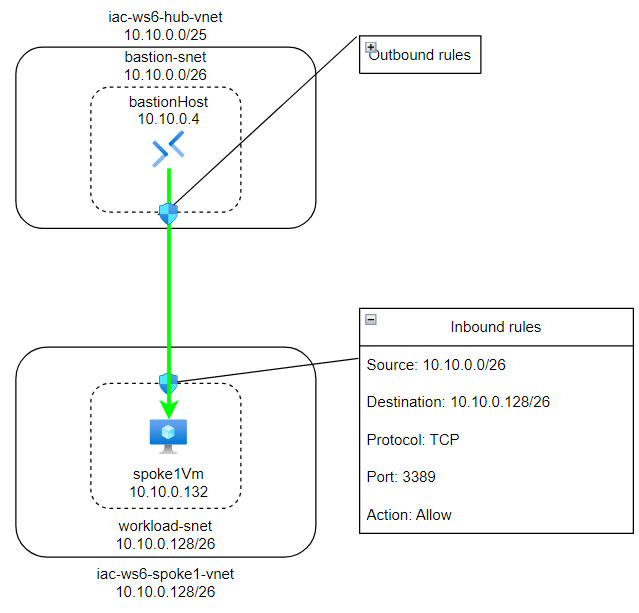 iac-ws6-hub-vnet
10.10.0.0/25
bastion-snet
10.10.0.0/26
bastionHost
10.10.0.4
Outbound rules
Inbound rules
Source: 10.10.0.0/26
Destination: 10.10.0.128/26
Protocol: TCP
Port: 3389
Action: Allow
spoke1Vm
10.10.0.132
workload-snet
10.10.0.128/26
iac-ws6-spoke1-vnet
10.10.0.128/26